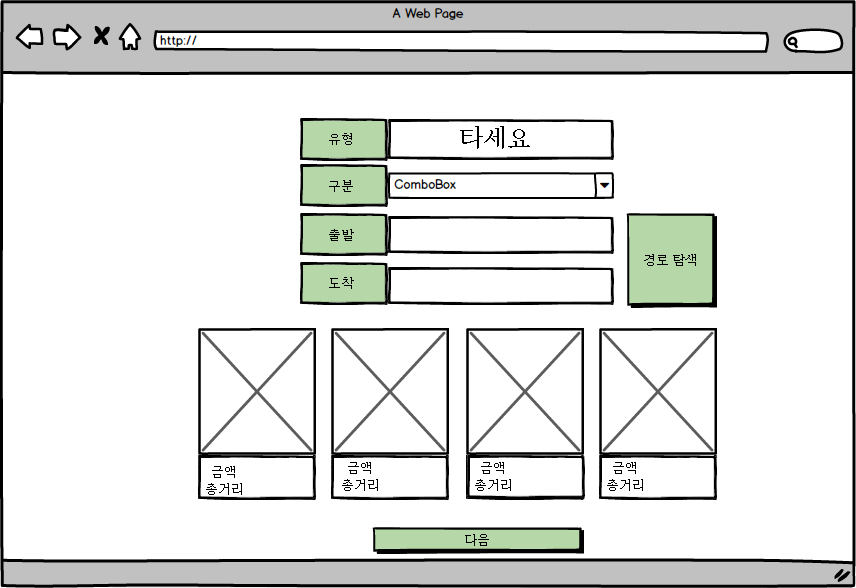 A Web Page
http://
유형
타세요
구분
ComboBox
출발
도착
경로 탐색
금액
총거리
금액
총거리
금액
총거리
금액
총거리
다음